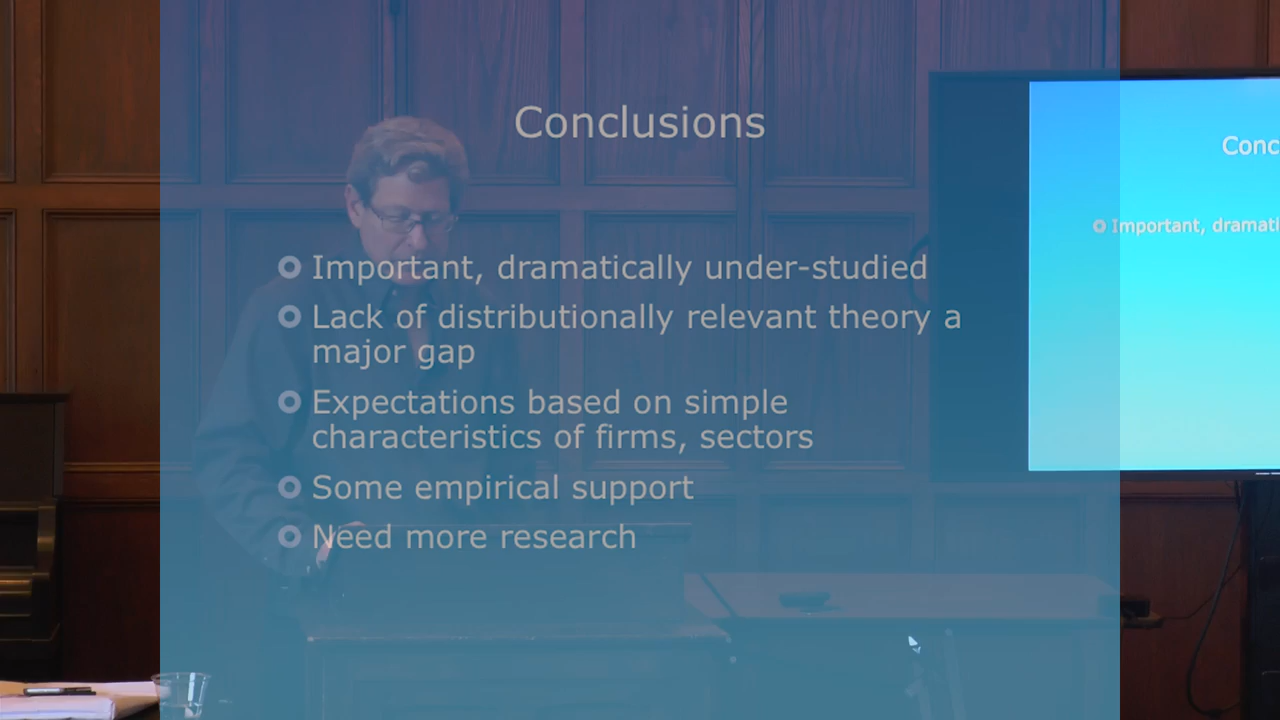 Conclusions
Important, dramatically under-studied
Lack of distributionally relevant theory a
major gap
Expectations based on simple
characteristics of firms, sectors
Some empirical support
Need more research
Conc
Important, dramati